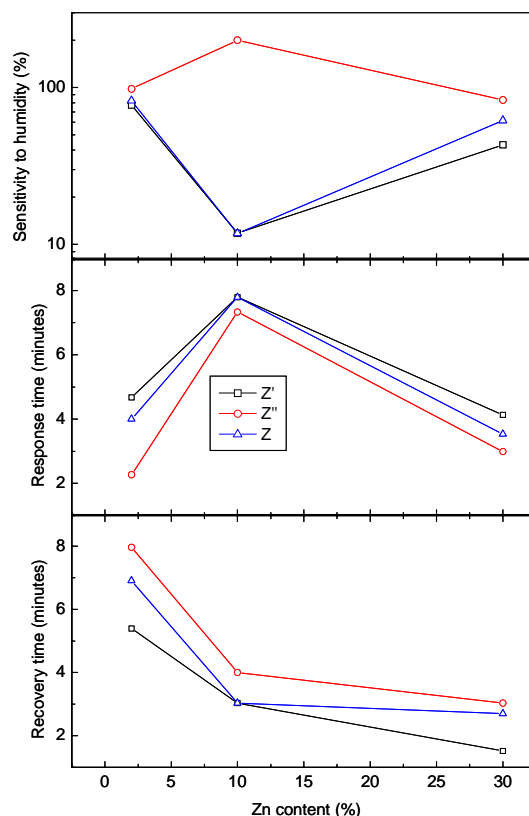 Sensitivity to humidity (%)
100
10
Response time (minutes)
8
6
4
2
Z'
Z''
Z
Recovery time (minutes)
8
6
4
2
0 5 10 15 20 25 30
Zn content (%)